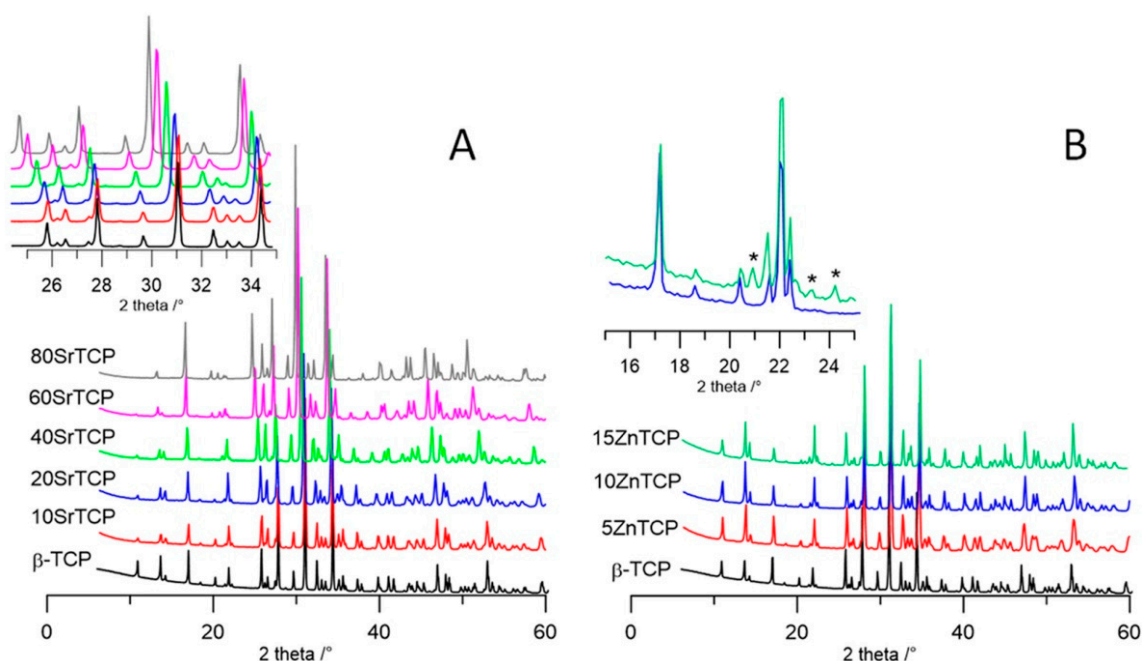 A
26 28 30 32 34
2 theta /°
80SrTCP
60SrTCP
40SrTCP
20SrTCP
10SrTCP
β-TCP
0 20 40 60
2 theta /°
B
* * *
16 18 20 22 24
2 theta /°
15ZnTCP
10ZnTCP
5ZnTCP
β-TCP
0 20 40 60
2 theta /°